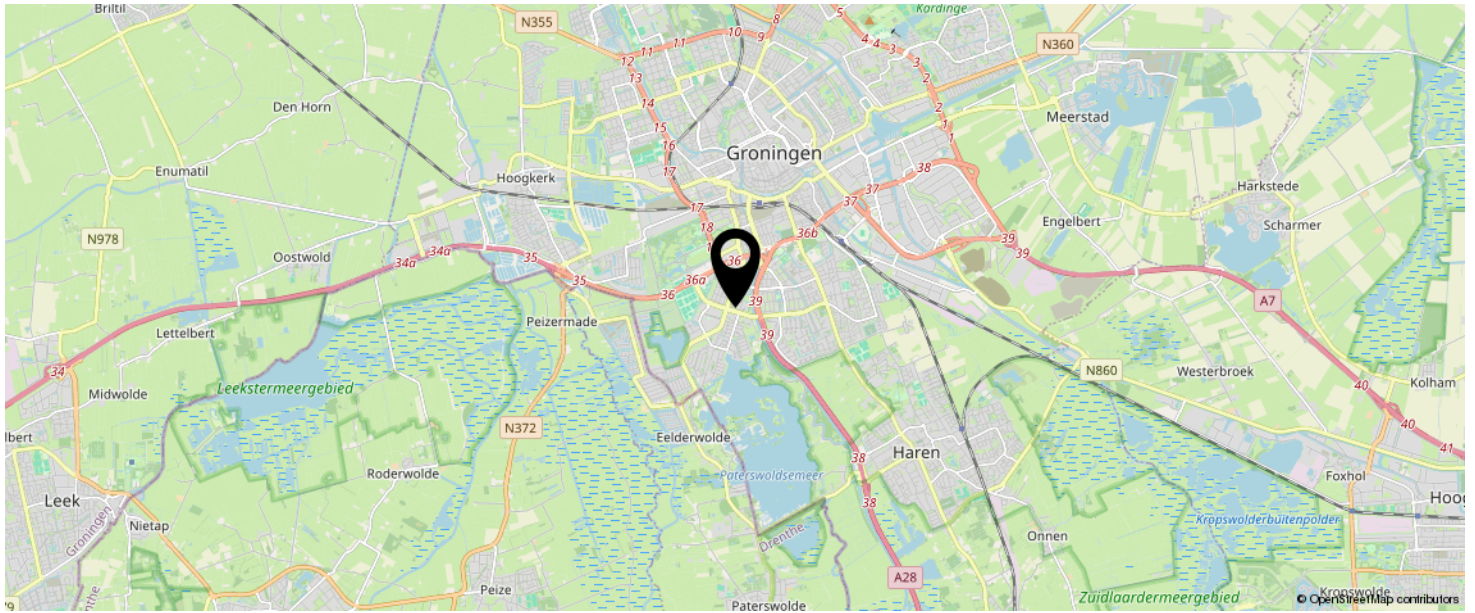 Briltil
N355
8
5
Kardinge
10
9
11
11
12
4
4
3
3
N360
13
2
Den Horn
14
2
Meerstad
15
1
16
1
Groningen
Enumatil
Hoogkerk
17
38
37
Harkstede
17
37
Engelbert
Scharmer
18
N978
36b
39
39
Oostwold
34a
34a
35
36
35
36a
36
39
A7
Peizermade
Lettelbert
39
34
N860
Westerbroek
40
Kolham
Midwolde
Leekstermeergebied
N372
40
lbert
Eelderwolde
41
Haren
38
Roderwolde
Paterswoldsemeer
Foxhol
Leek
38
Hoog
Nietap
Groningen
Kropswolderbuitenpolder
Drenthe
Onnen
A28
Peize
nthe
Zuidlaardermeergebied
Kropswolde
© OpenStreetMap contributors
Paterswolde